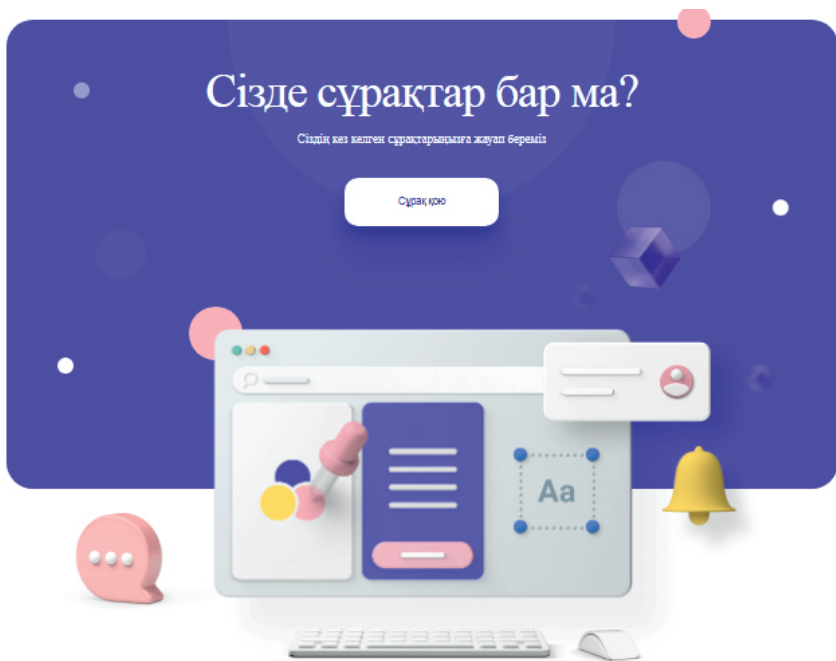 Сізде сұрақтар бар ма?
Сіздің кез келген сұрақтарыңызға жауап береміз
Сұрақ қою
Aa